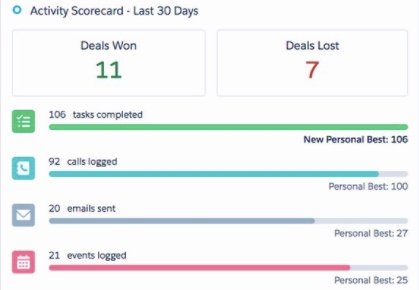 Activity Scorecard - Last 30 Days
Deals Won
11
Deals Lost
7
106 tasks completed
New Personal Best: 106
92 calls logged
Personal Best: 100
20 emails sent
Personal Best: 27
21 events logged
Personal Best: 25